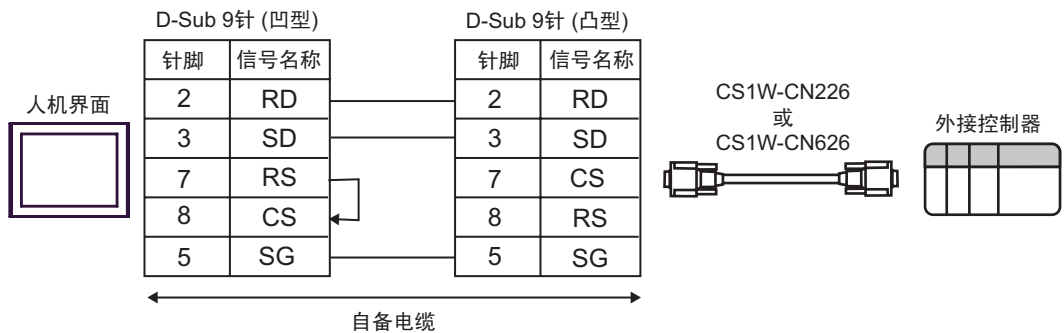 D-Sub 9针 (凹型)
D-Sub 9针 (凸型)
针脚 信号名称
针脚 信号名称
2 RD
2 RD
3 SD
3 SD
7 RS
7 CS
8 CS
8 RS
5 SG
5 SG
人机界面
CS1W-CN226
或
CS1W-CN626
外接控制器
自备电缆